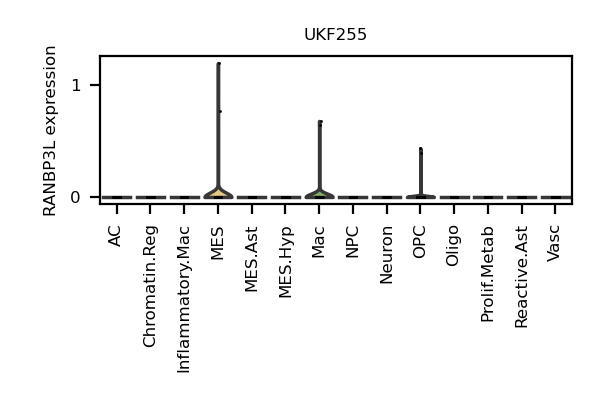 UKF255
RANBP3L expression
1
0
AC
Chromatin.Reg
Inflammatory.Mac
MES
MES.Ast
MES.Hyp
Mac
NPC
Neuron
OPC
Oligo
Prolif.Metab
Reactive.Ast
Vasc